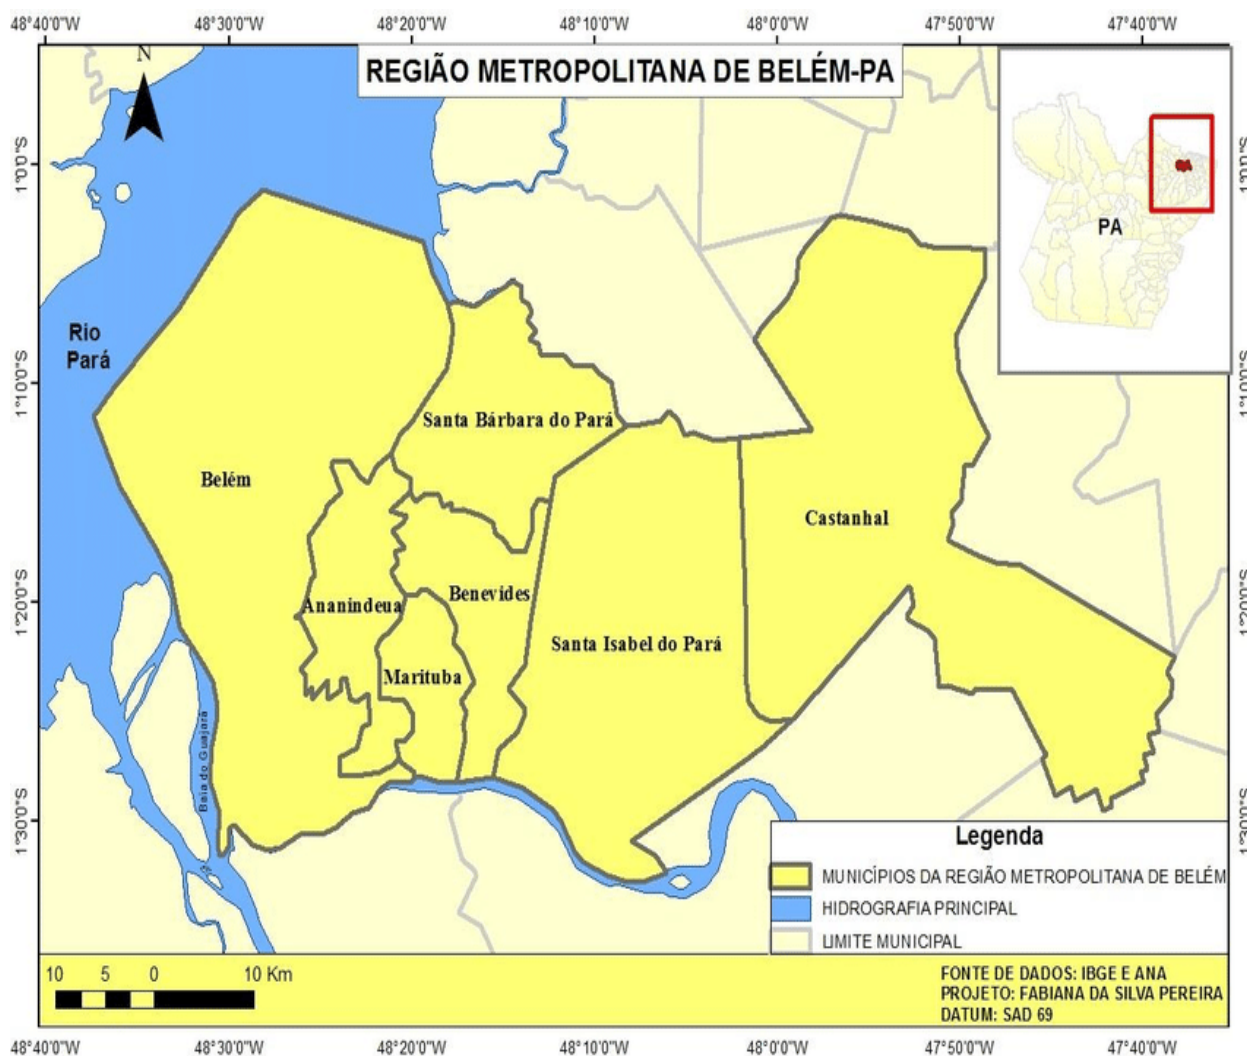 48°40'0"W 48°30'0"W 48°20'0"W 48°10'0"W 48°0'0"W 47°50'0"W 47°40'0"W
N
REGIÃO METROPOLITANA DE BELÉM-PA
1°0'0"S
1°0'0"S
PA
Rio
Pará
1°10'0"S
1°10'0"S
Santa Bárbara do Pará
Belém
Castanhal
Benevides
1°20'0"S
1°20'0"S
Ananindeua
Santa Isabel do Pará
Marituba
Baia do Guajará
1°30'0"S
1°30'0"S
Legenda
MUNICÍPIOS DA REGIÃO METROPOLITANA DE BELÉM
HIDROGRAFIA PRINCIPAL
LIMITE MUNICIPAL
10 5 0 10 Km
FONTE DE DADOS: IBGE E ANA
PROJETO: FABIANA DA SILVA PEREIRA
DATUM: SAD 69
48°40'0"W 48°30'0"W 48°20'0"W 48°10'0"W 48°0'0"W 47°50'0"W 47°40'0"W